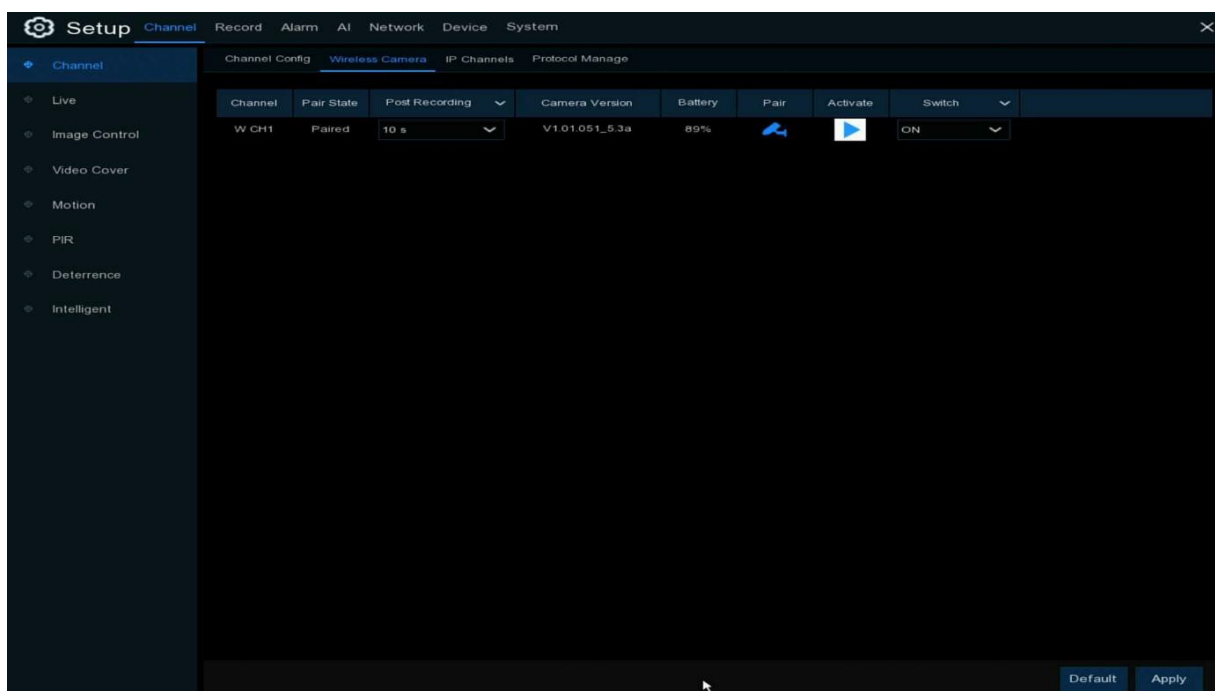 Setup Channel Record Alarm AI Network Device System
Channel
Live
Image Control
Video Cover
Motion
PIR
Deterrence
Intelligent
Channel Config Wireless Camera IP Channels Protocol Manage
Channel Pair State Post Recording Camera Version Battery Pair Activate Switch
W CH1 Paired 10 s V1.01.051_5.3a 89% ON
Default Apply